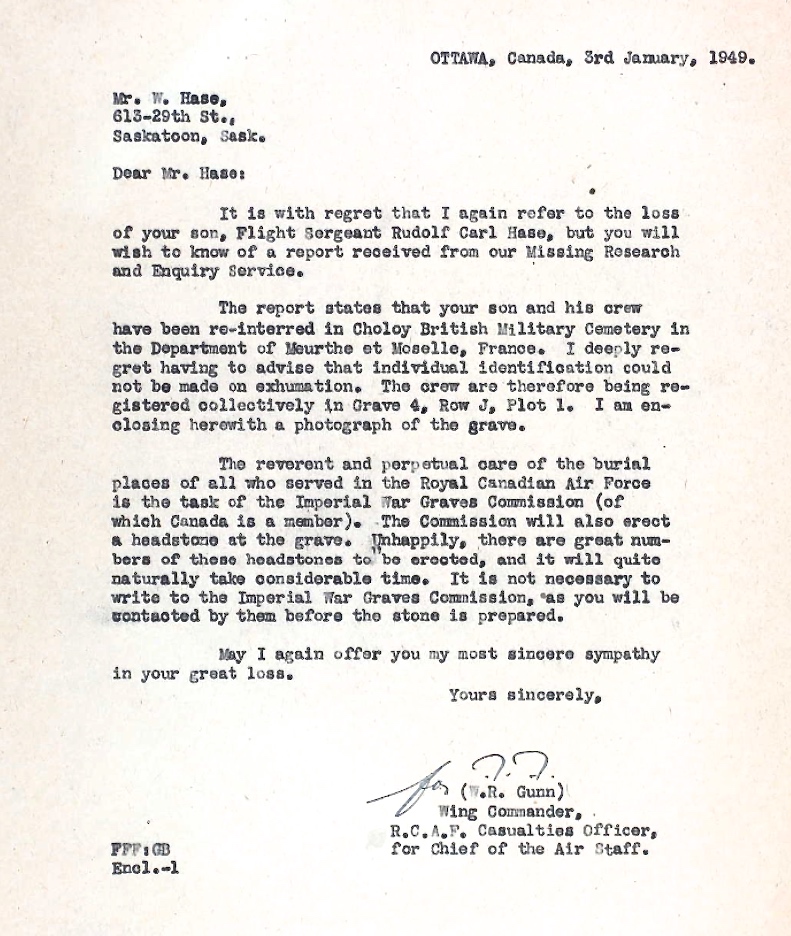 OTTAWA, Canada, 3rd January, 1949.
Mr. W. Hase,
613-29th St.,
Saskatoon, Sask.
Dear Mr. Hase:
It is with regret that I again refer to the loss
of your son, Flight Sergeant Rudolf Carl Hase, but you will
wish to know of a report received from our Missing Research
and Enquiry Service.
The report states that your son and his crew
have been re-interred in Choloy British Military Cemetery in
the Department of Meurthe et Moselle, France. I deeply re-
gret having to advise that individual identification could
not be made on exhumation. The crew are therefore being re-
gistered collectively in Grave 4, Row J, Plot 1. I am en-
closing herewith a photograph of the grave.
The reverent and perpetual care of the burial
places of all who served in the Royal Canadian Air Force
is the task of the Imperial War Graves Commission (of
which Canada is a member). The Commission will also erect
a headstone at the grave. Unhappily, there are great num-
bers of these headstones to be erected, and it will quite
naturally take considerable time. It is not necessary to
write to the Imperial War Graves Commission, as you will be
contacted by them before the stone is prepared.
May I again offer you my most sincere sympathy
in your great loss.
Yours sincerely,
for
(W.R. Gunn)
Wing Commander,
R.C.A.F. Casualties Officer,
for Chief of the Air Staff.
FFF:GB
Encl.-1